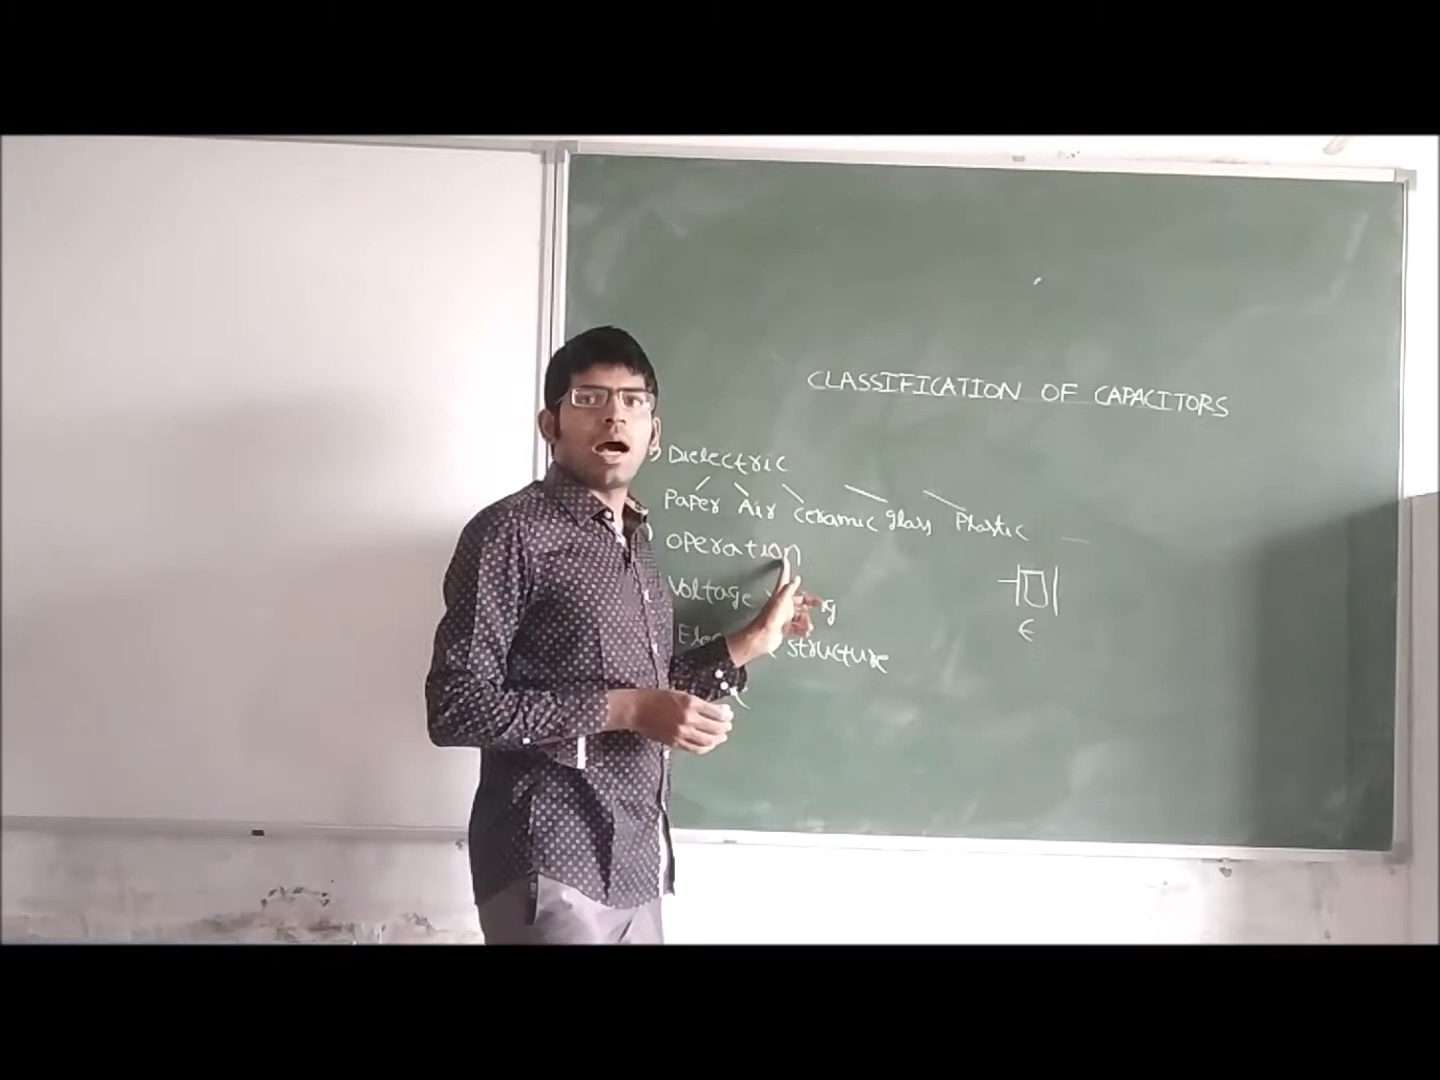 CLASSIFICATION OF CAPACITORS
Dielectric
Paper Air Ceramic glass Plastic
Operation
Voltage
structure
ϵ